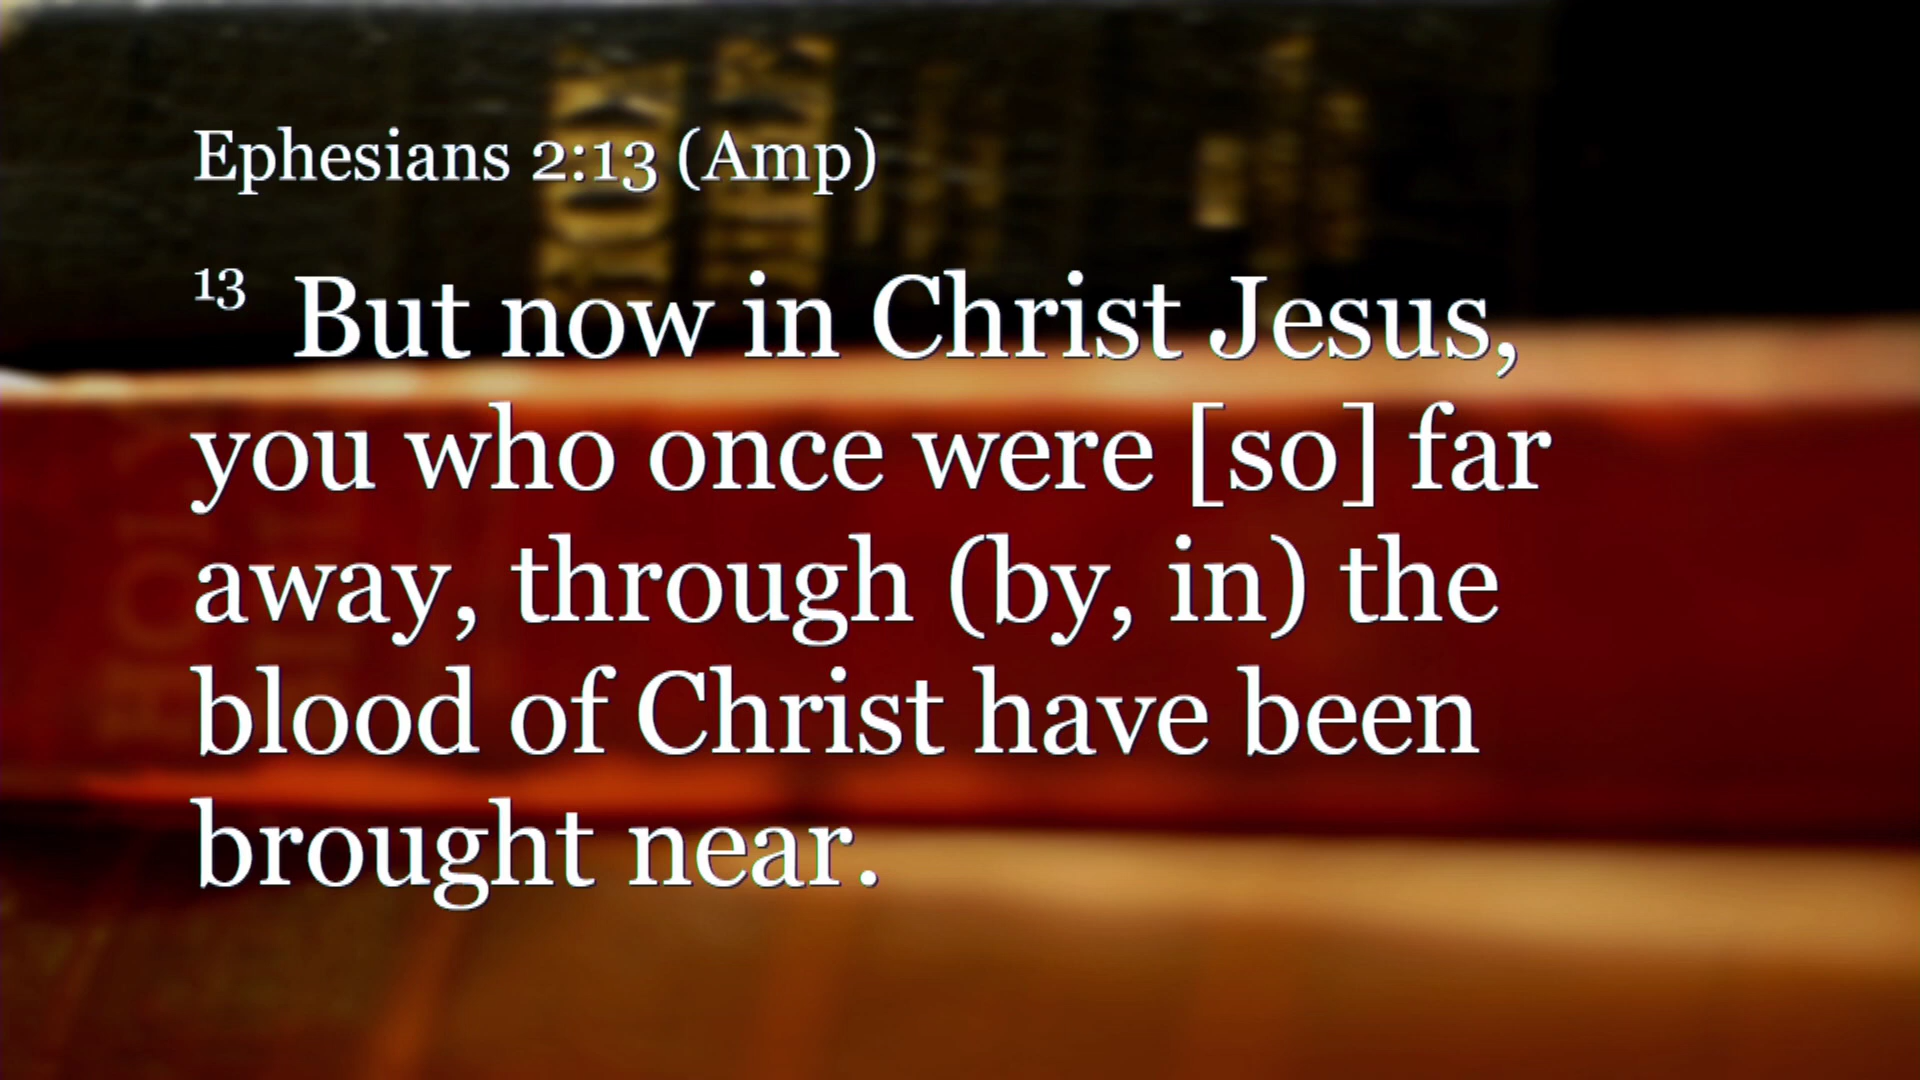 Ephesians 2:13 (Amp)
13 But now in Christ Jesus,
you who once were [so] far
away, through (by, in) the
blood of Christ have been
brought near.
HOLY